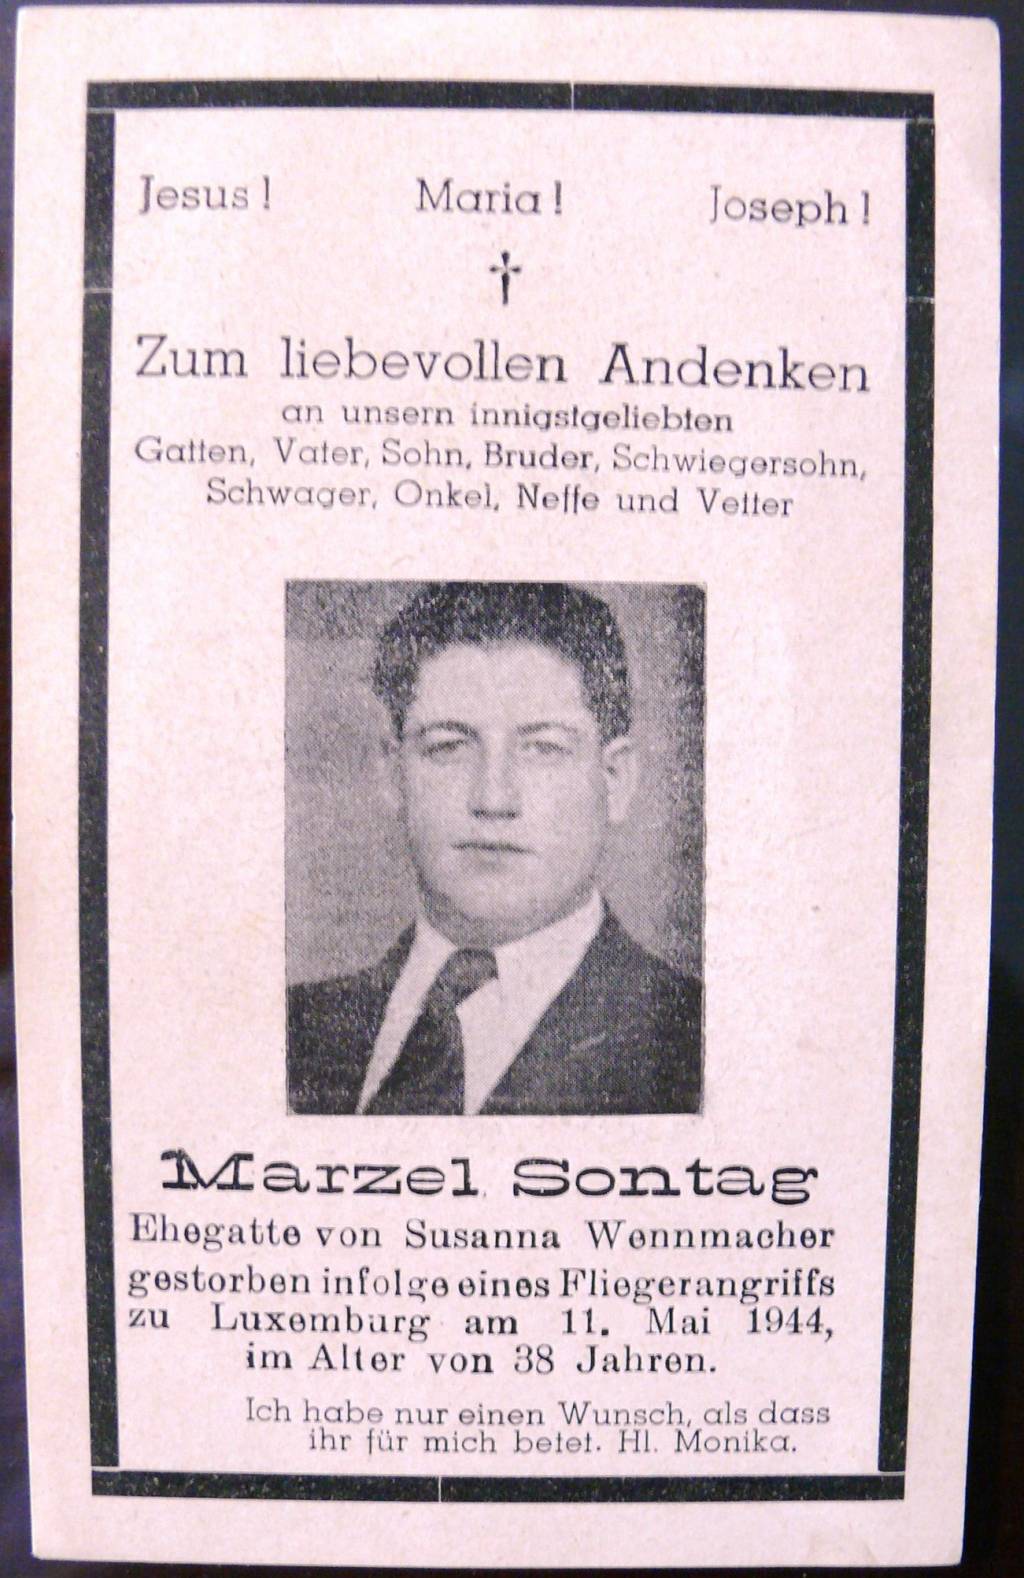 Jesus! Maria! Joseph!
†
Zum liebevollen Andenken
an unsern innigstgeliebten
Gatten, Vater, Sohn, Bruder, Schwiegersohn,
Schwager, Onkel, Neffe und Vetter
Marzel Sontag
Ehegatte von Susanna Wennmacher
gestorben infolge eines Fliegerangriffs
zu Luxemburg am 11. Mai 1944,
im Alter von 38 Jahren.
Ich habe nur einen Wunsch, als dass
ihr für mich betet. Hl. Monika.